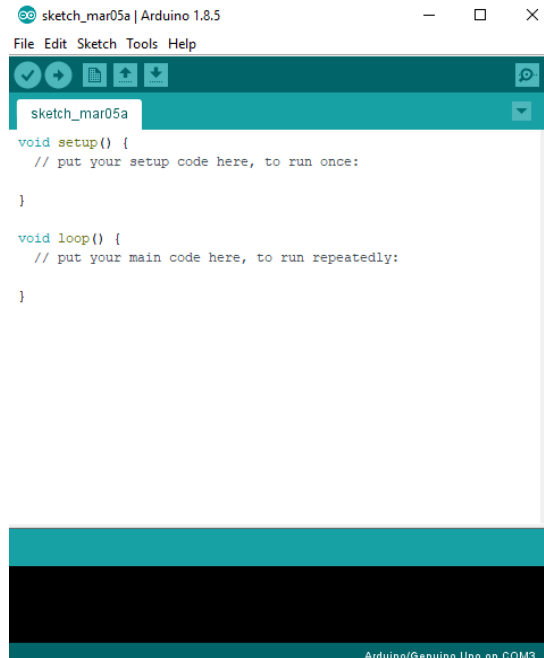 sketch_mar05a | Arduino 1.8.5
File Edit Sketch Tools Help
sketch_mar05a
void setup() {
  // put your setup code here, to run once:
}
void loop() {
  // put your main code here, to run repeatedly:
}
Arduino/Genuino Uno on COM3